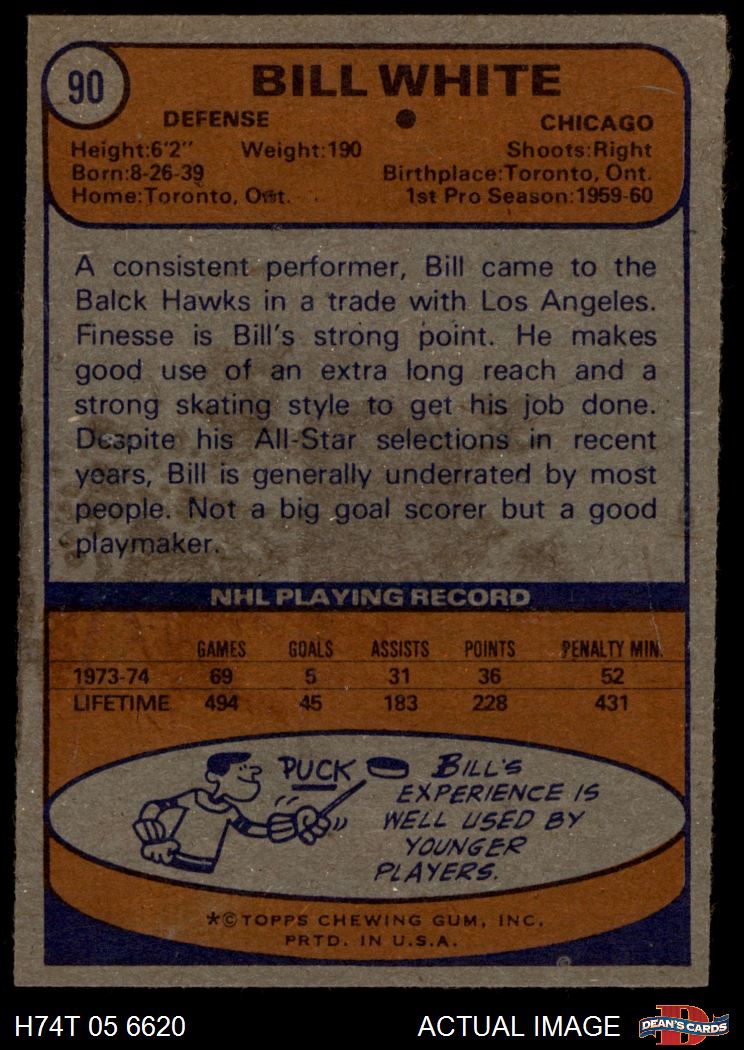 90
BILL WHITE
DEFENSE
CHICAGO
Height:6'2" Weight:190 Shoots:Right
Born:8-26-39 Birthplace:Toronto, Ont.
Home:Toronto, Ont. 1st Pro Season:1959-60
A consistent performer, Bill came to the
Balck Hawks in a trade with Los Angeles.
Finesse is Bill's strong point. He makes
good use of an extra long reach and a
strong skating style to get his job done.
Despite his All-Star selections in recent
years, Bill is generally underrated by most
people. Not a big goal scorer but a good
playmaker.
NHL PLAYING RECORD
GAMES GOALS ASSISTS POINTS PENALTY MIN.
1973-74 69 5 31 36 52
LIFETIME 494 45 183 228 431
PUCK
BILL'S
EXPERIENCE IS
WELL USED BY
YOUNGER
PLAYERS.
*©TOPPS CHEWING GUM, INC.
PRTD. IN U.S.A.
H74T 05 6620
ACTUAL IMAGE
DEAN'S CARDS